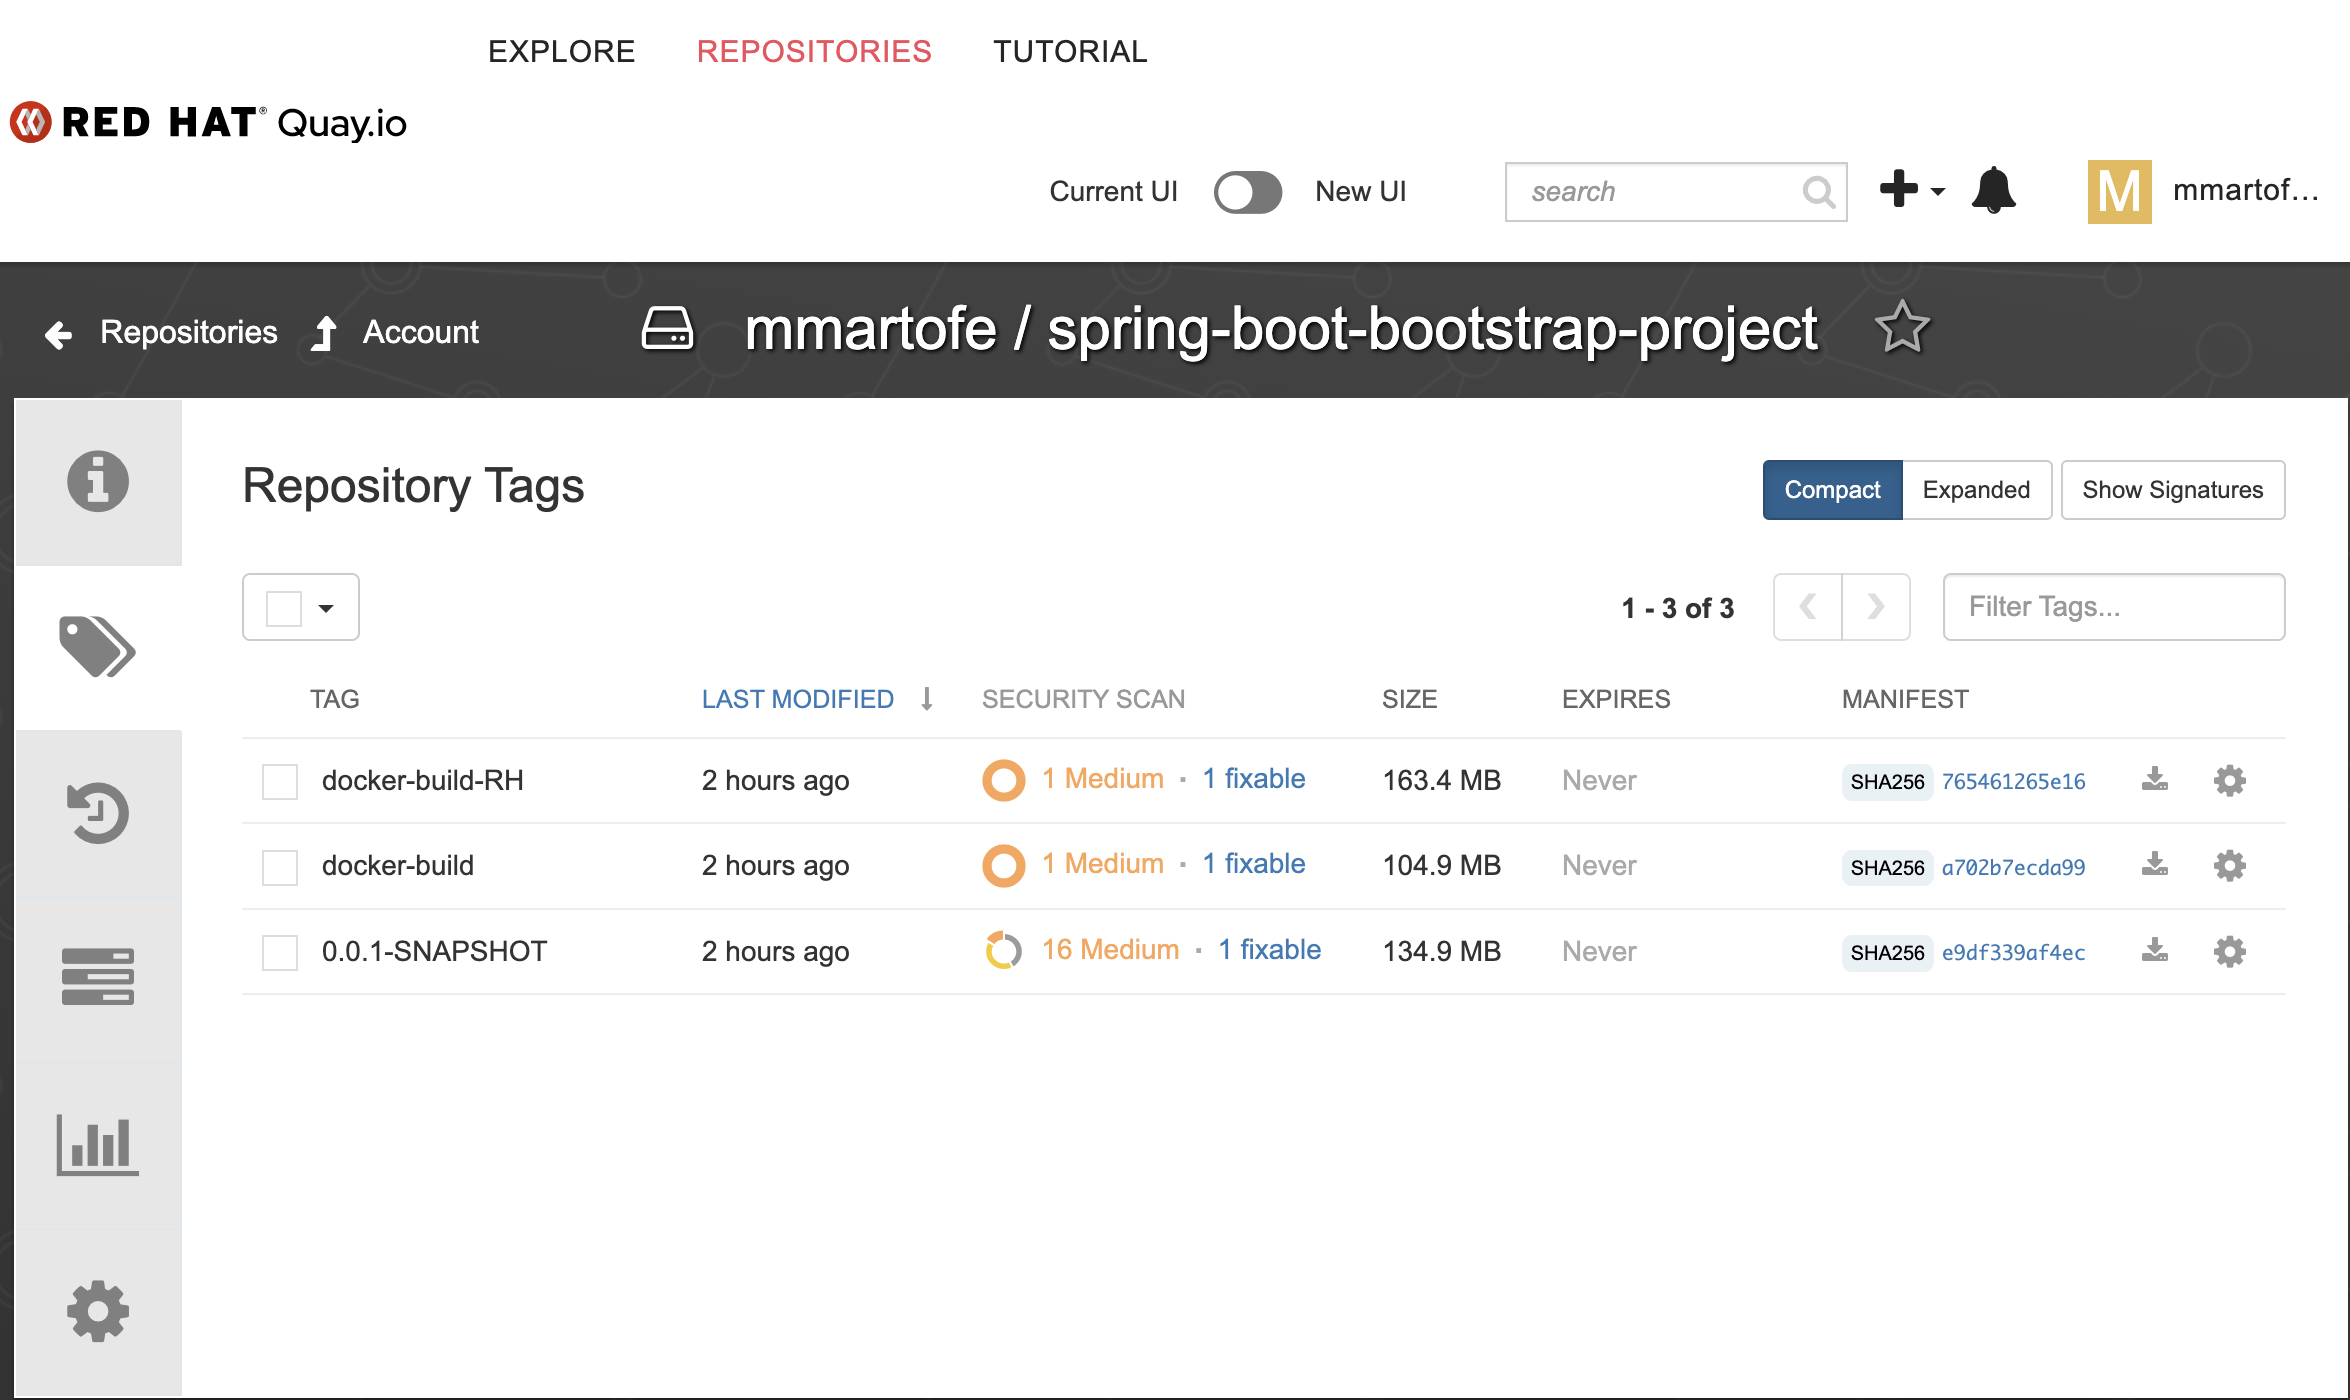 EXPLORE REPOSITORIES TUTORIAL
RED HAT® Quay.io
Current UI New UI search M mmartof...
Repositories Account mmartofe / spring-boot-bootstrap-project
Repository Tags Compact Expanded Show Signatures
1 - 3 of 3 Filter Tags...
TAG LAST MODIFIED ↓ SECURITY SCAN SIZE EXPIRES MANIFEST
docker-build-RH 2 hours ago 1 Medium · 1 fixable 163.4 MB Never SHA256 765461265e16
docker-build 2 hours ago 1 Medium · 1 fixable 104.9 MB Never SHA256 a702b7ecda99
0.0.1-SNAPSHOT 2 hours ago 16 Medium · 1 fixable 134.9 MB Never SHA256 e9df339af4ec